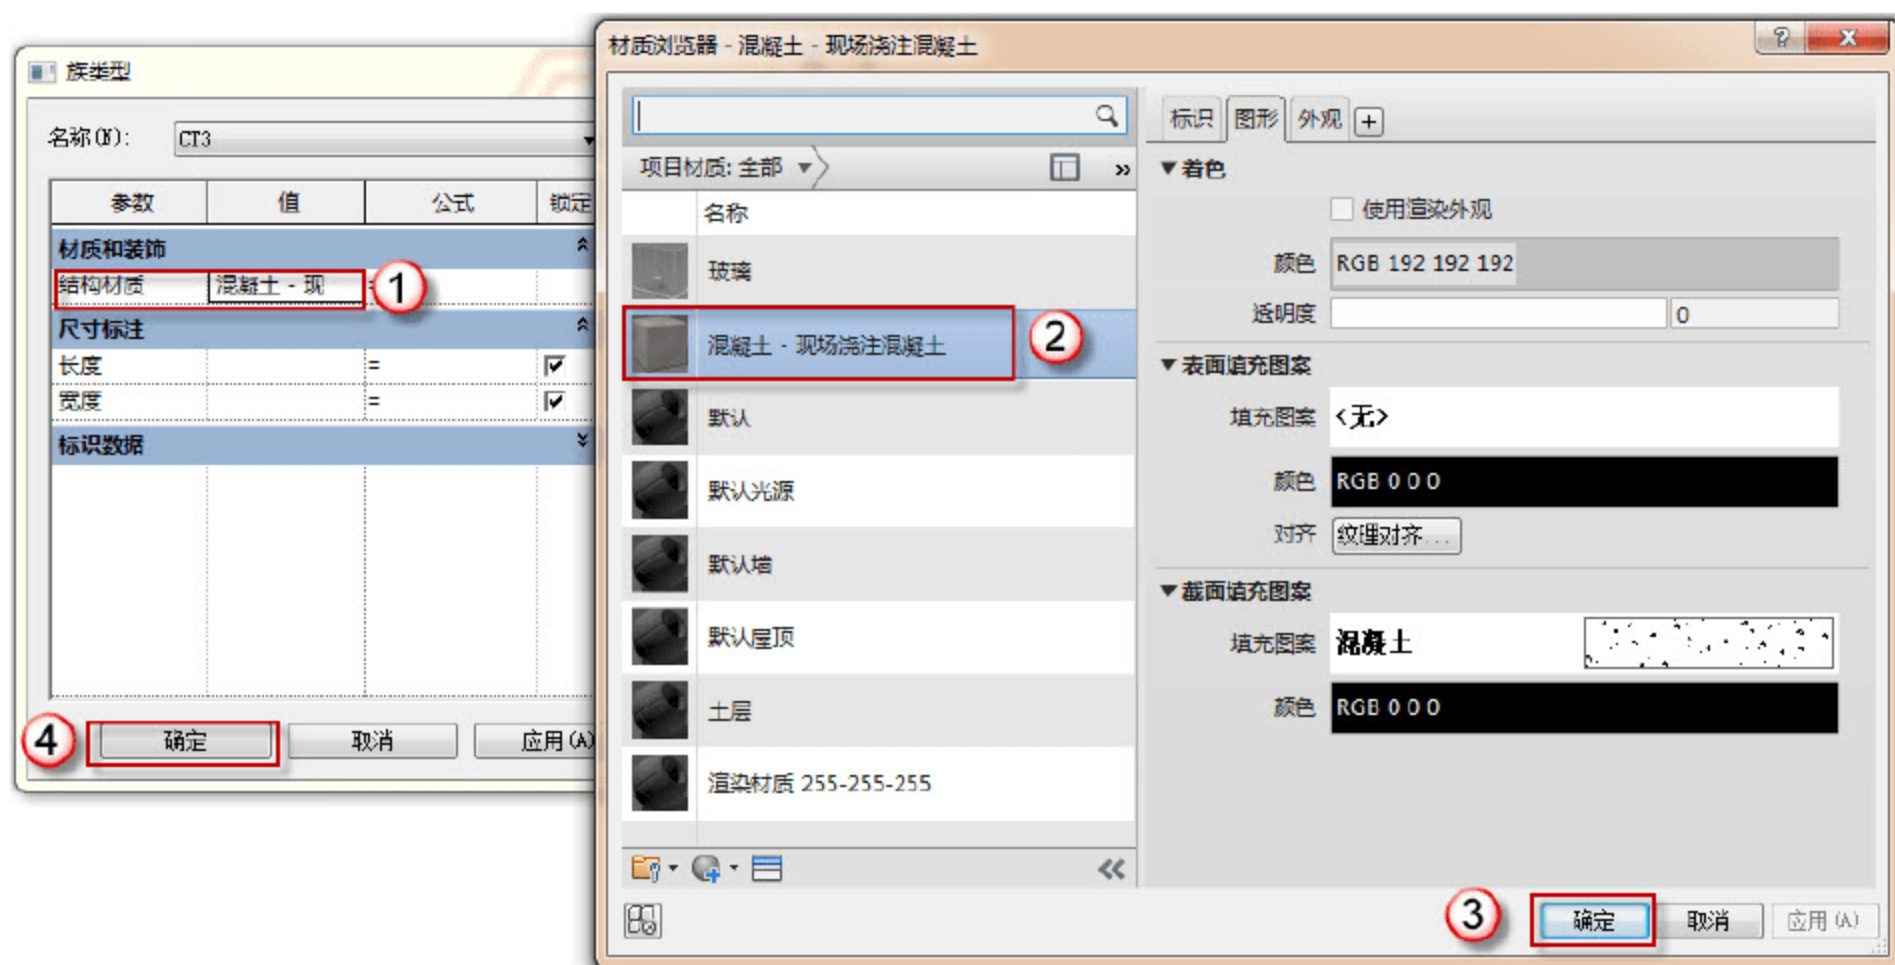 族类型
名称(N):
CT3
参数 值 公式 锁定
材质和装饰
结构材质 混凝土 - 现 =
①
尺寸标注
长度 =
宽度 =
标识数据
④
确定 取消 应用(A)
材质浏览器 - 混凝土 - 现场浇注混凝土
项目材质: 全部
名称
玻璃
混凝土 - 现场浇注混凝土
②
默认
默认光源
默认墙
默认屋顶
土层
渲染材质 255-255-255
标识 图形 外观
着色
使用渲染外观
颜色 RGB 192 192 192
透明度 0
表面填充图案
填充图案 <无>
颜色 RGB 0 0 0
对齐 纹理对齐...
截面填充图案
填充图案 混凝土
颜色 RGB 0 0 0
③
确定 取消 应用(A)